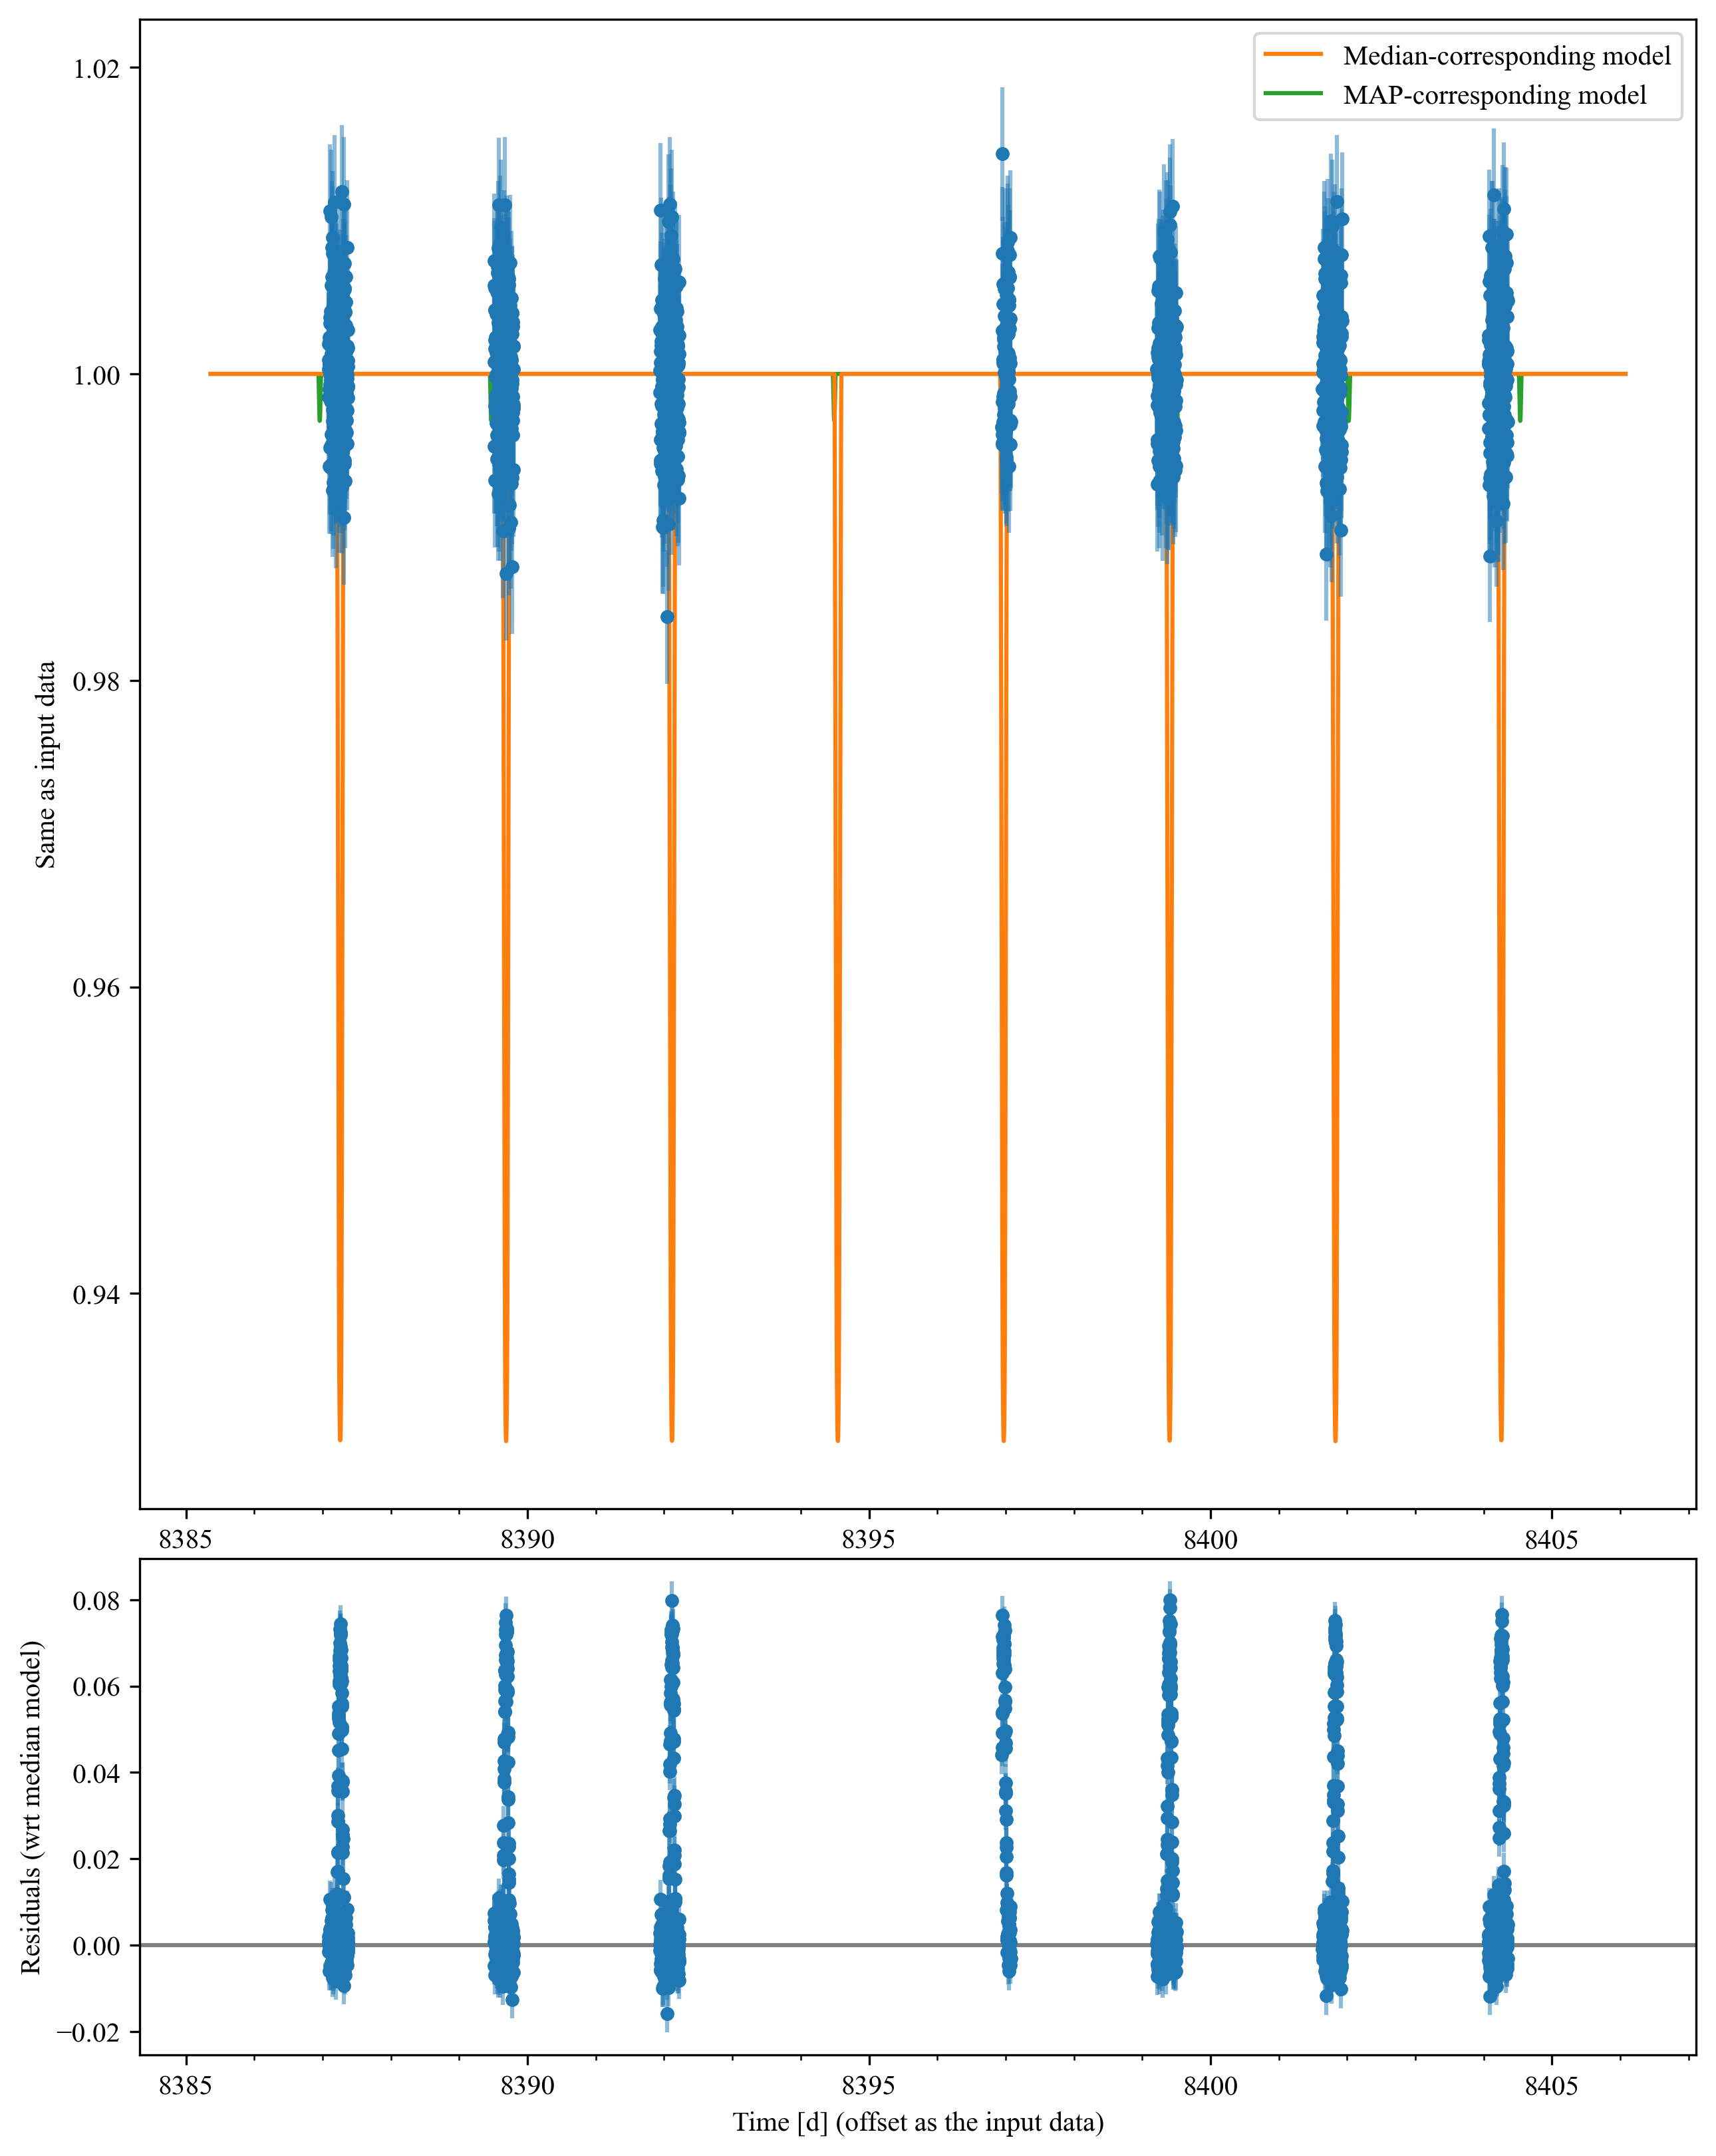 Median-corresponding model
MAP-corresponding model
1.02
1.00
0.98
0.96
0.94
Same as input data
8385 8390 8395 8400 8405
0.08
0.06
0.04
0.02
0.00
−0.02
Residuals (wrt median model)
8385 8390 8395 8400 8405
Time [d] (offset as the input data)